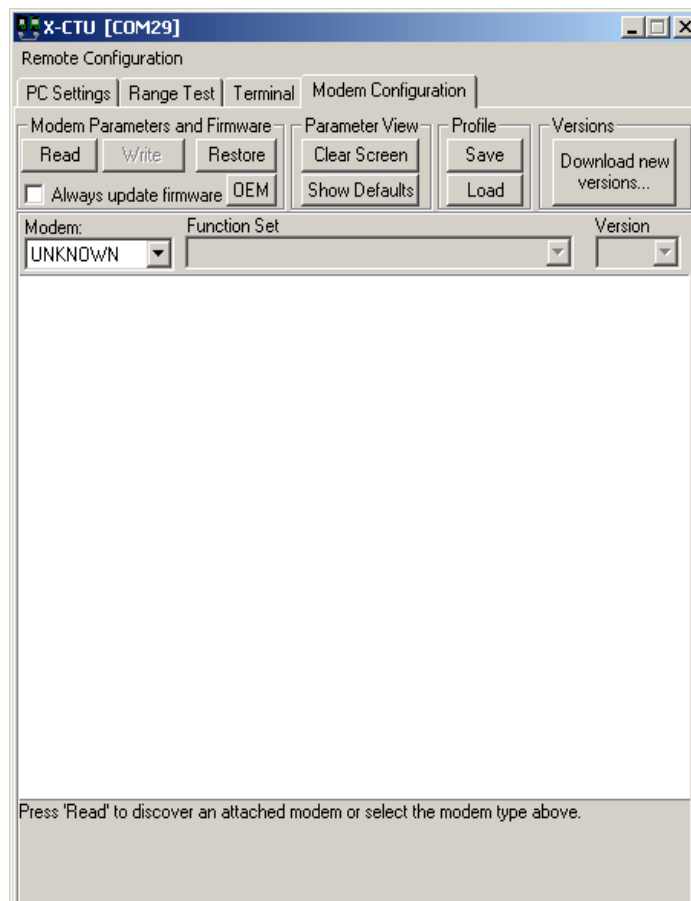 X-CTU [COM29]
Remote Configuration
PC Settings Range Test Terminal Modem Configuration
Modem Parameters and Firmware Parameter View Profile Versions
Read Write Restore Clear Screen Save Download new versions...
Always update firmware OEM Show Defaults Load
Modem: Function Set Version
UNKNOWN
Press 'Read' to discover an attached modem or select the modem type above.